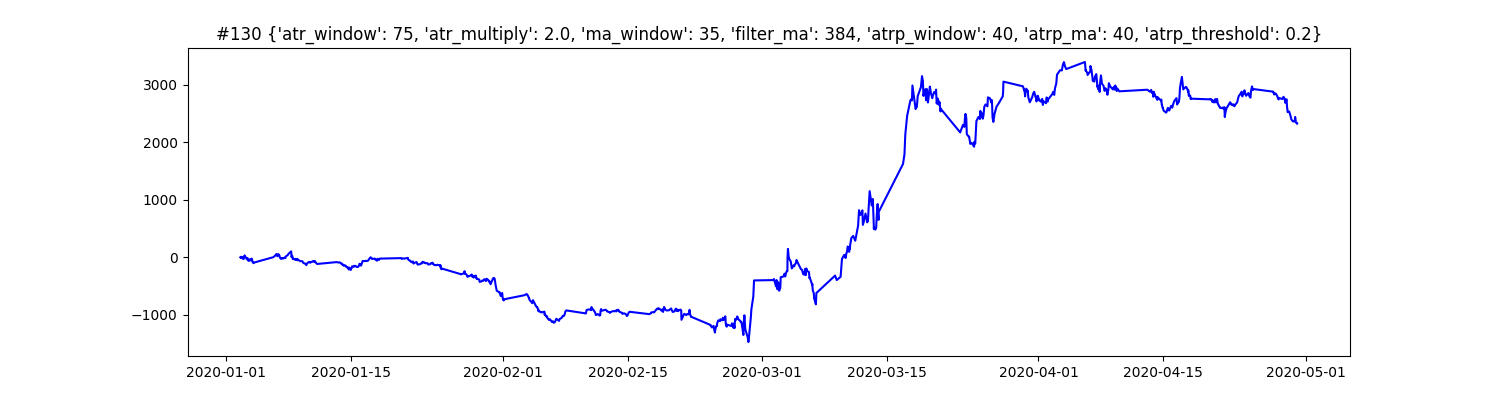 #130 {'atr_window': 75, 'atr_multiply': 2.0, 'ma_window': 35, 'filter_ma': 384, 'atrp_window': 40, 'atrp_ma': 40, 'atrp_threshold': 0.2}
3000
2000
1000
0
−1000
2020-01-01 2020-01-15 2020-02-01 2020-02-15 2020-03-01 2020-03-15 2020-04-01 2020-04-15 2020-05-01